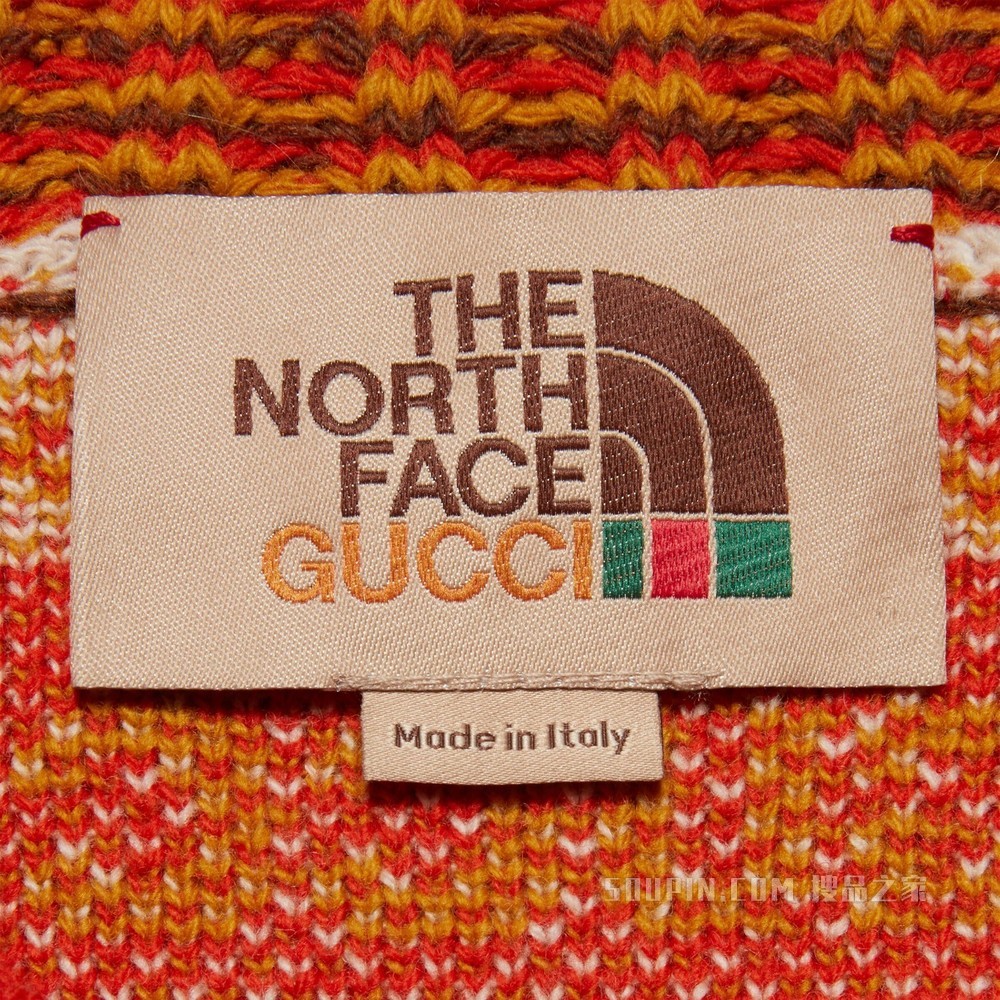 THE
NORTH
FACE
GUCCI
Made in Italy
SOUPIN.COM 搜品之家